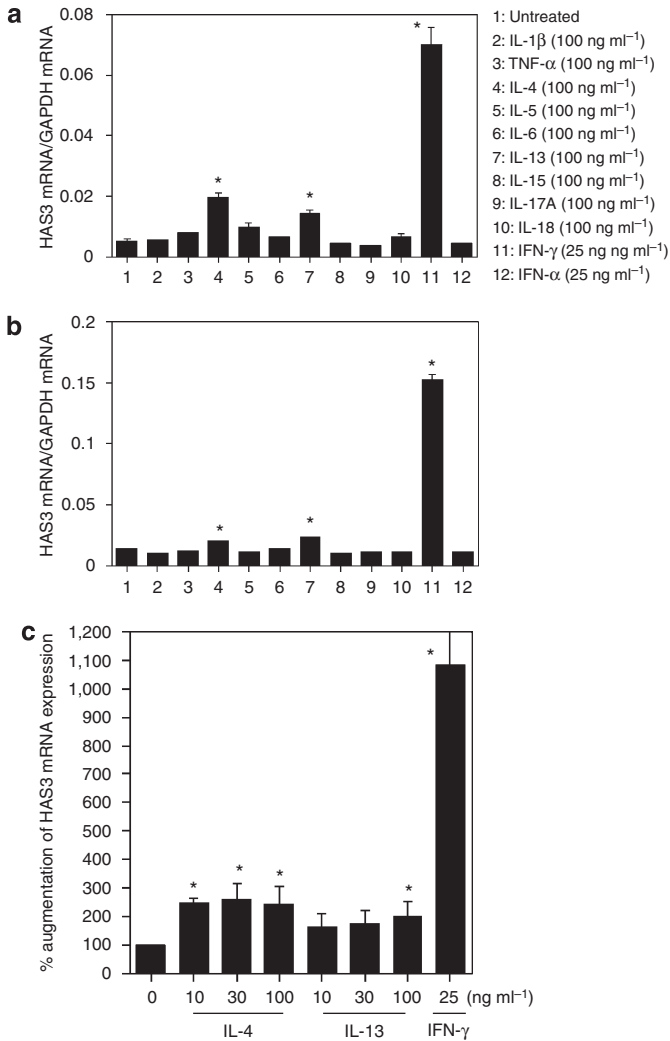 a
HAS3 mRNA/GAPDH mRNA
0.08
0.06
0.04
0.02
0
*
*
*
1 2 3 4 5 6 7 8 9 10 11 12
1: Untreated
2: IL-1β (100 ng ml–1)
3: TNF-α (100 ng ml–1)
4: IL-4 (100 ng ml–1)
5: IL-5 (100 ng ml–1)
6: IL-6 (100 ng ml–1)
7: IL-13 (100 ng ml–1)
8: IL-15 (100 ng ml–1)
9: IL-17A (100 ng ml–1)
10: IL-18 (100 ng ml–1)
11: IFN-γ (25 ng ng ml–1)
12: IFN-α (25 ng ml–1)
b
HAS3 mRNA/GAPDH mRNA
0.2
0.15
0.1
0.05
0
*
*
*
1 2 3 4 5 6 7 8 9 10 11 12
c
% augmentation of HAS3 mRNA expression
1,200
1,100
1,000
900
800
700
600
500
400
300
200
100
0
*
*
*
*
*
0 10 30 100 10 30 100 25 (ng ml–1)
IL-4 IL-13 IFN-γ